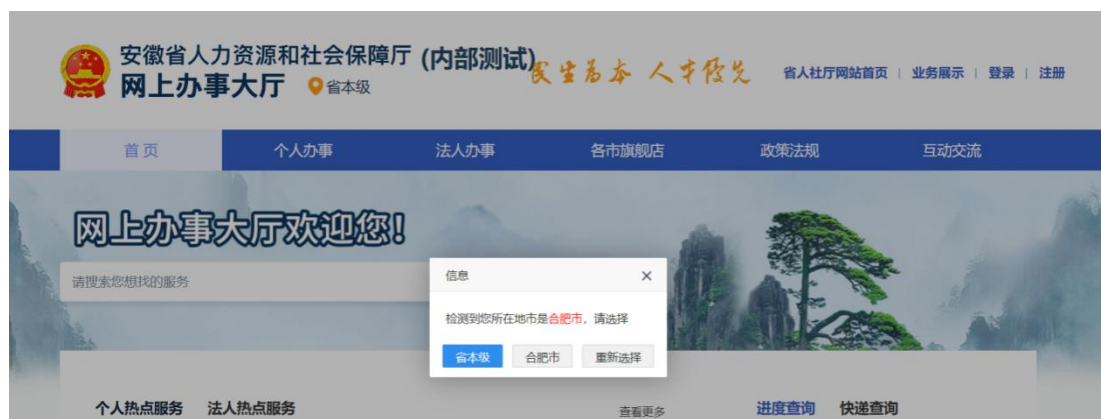 安徽省人力资源和社会保障厅 (内部测试)
网上办事大厅 省本级
民生为本 人才优先
省人社厅网站首页 | 业务展示 | 登录 | 注册
首页 个人办事 法人办事 各市旗舰店 政策法规 互动交流
网上办事大厅欢迎您!
请搜索您想找的服务
信息
检测到您所在地市是合肥市，请选择
省本级 合肥市 重新选择
个人热点服务 法人热点服务 查看更多 进度查询 快递查询